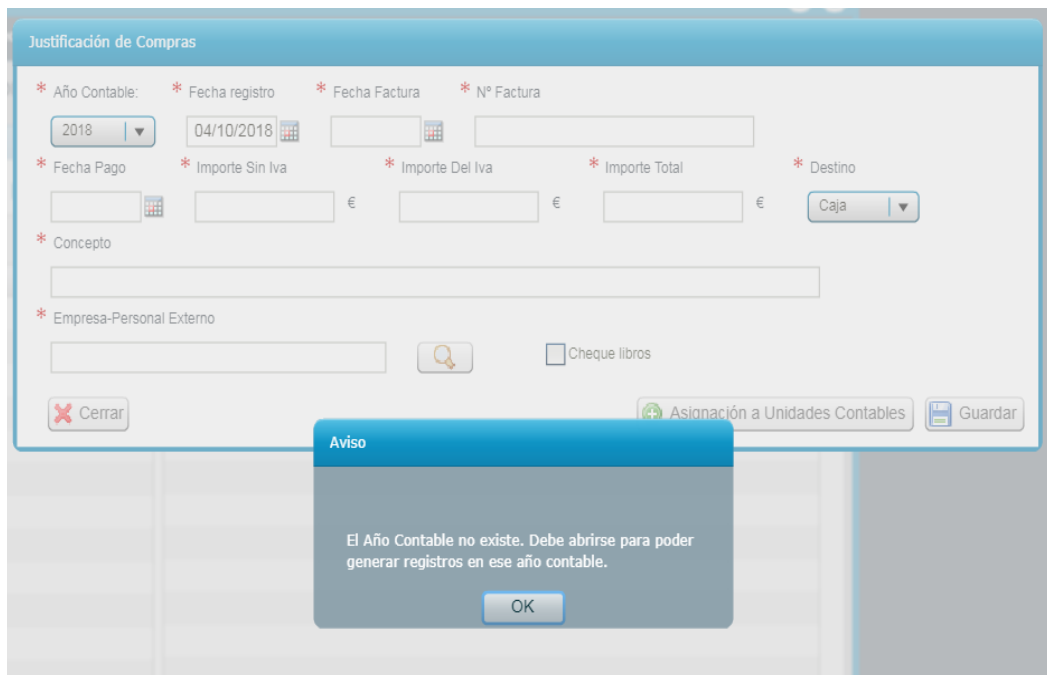 Justificación de Compras
* Año Contable: * Fecha registro * Fecha Factura * Nº Factura
2018 04/10/2018
* Fecha Pago * Importe Sin Iva * Importe Del Iva * Importe Total * Destino
€ € € Caja
* Concepto
* Empresa-Personal Externo
Cheque libros
Cerrar Asignación a Unidades Contables Guardar
Aviso
El Año Contable no existe. Debe abrirse para poder
generar registros en ese año contable.
OK